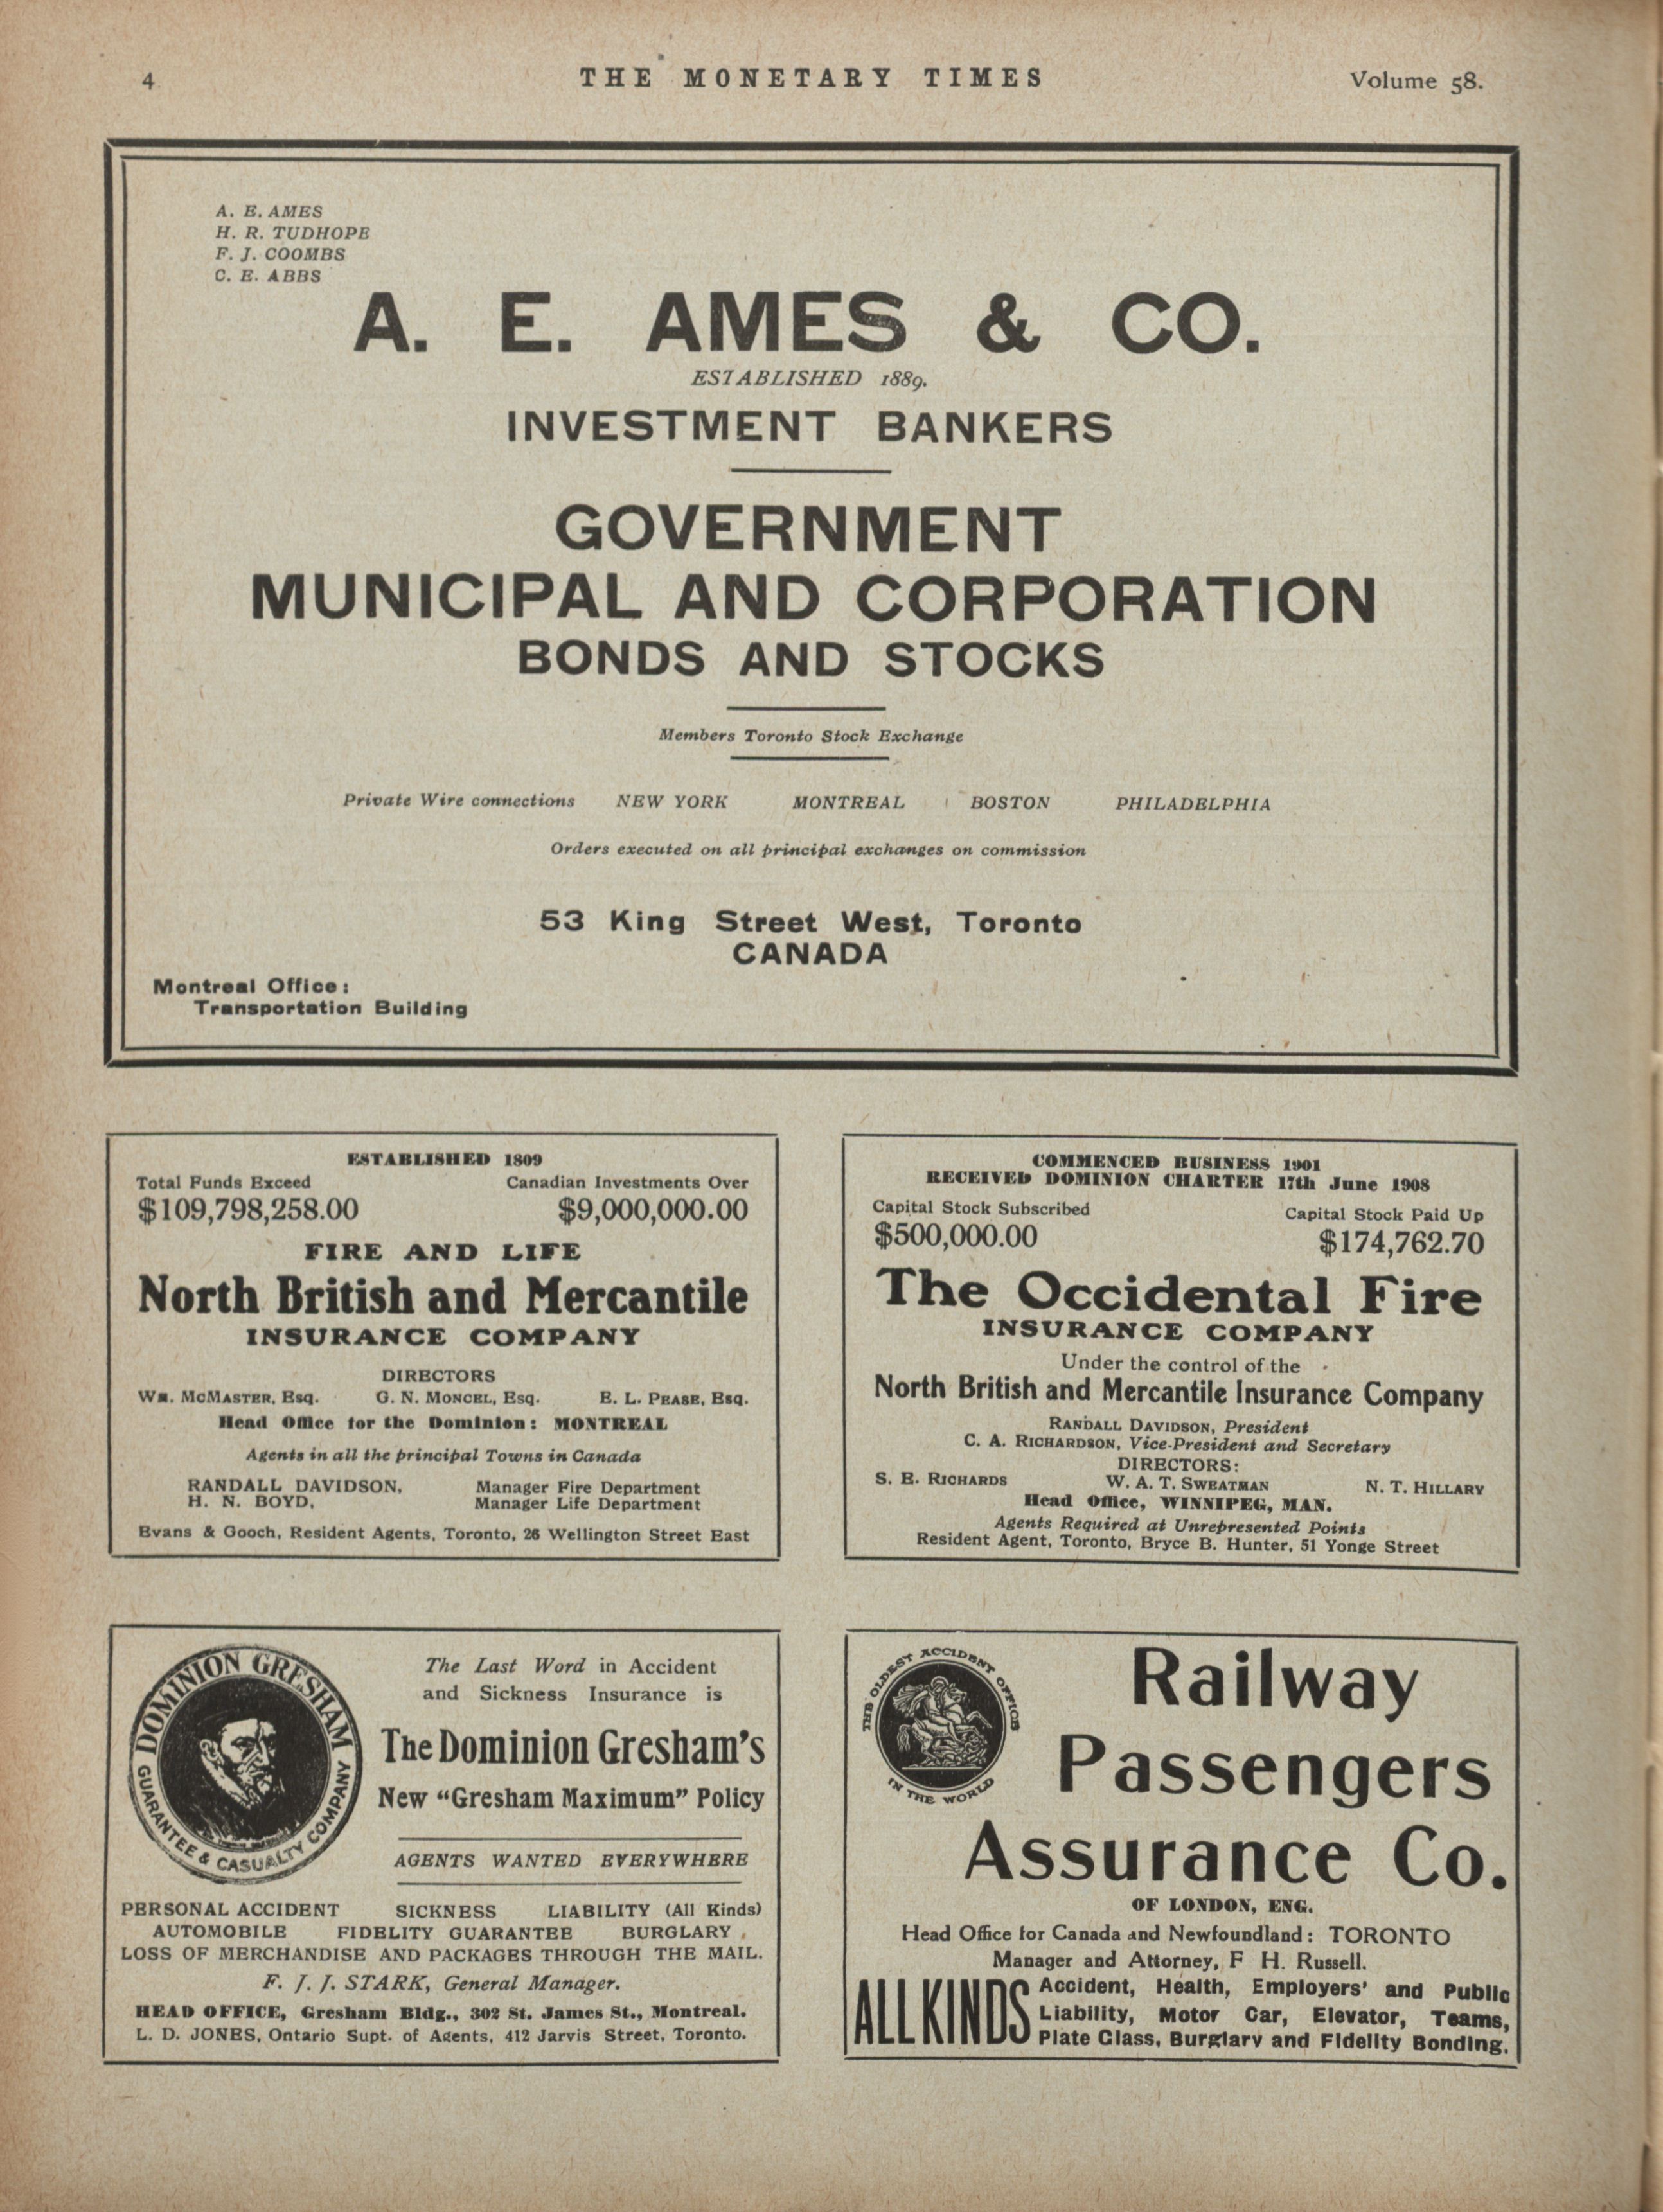 4 THE MONETARY TIMES Volume 58.
A. E. AMES
H. R. TUDHOPE
F. J. COOMBS
C. E. ABBS
A. E. AMES & CO.
ESTABLISHED 1889.
INVESTMENT BANKERS
GOVERNMENT
MUNICIPAL AND CORPORATION
BONDS AND STOCKS
Members Toronto Stock Exchange
Private Wire connections NEW YORK MONTREAL BOSTON PHILADELPHIA
Orders executed on all principal exchanges on commission
53 King Street West, Toronto
CANADA
Montreal Office:
Transportation Building
ESTABLISHED 1809
Total Funds Exceed Canadian Investments Over
$109,798,258.00 $9,000,000.00
FIRE AND LIFE
North British and Mercantile
INSURANCE COMPANY
DIRECTORS
WM. MCMASTER, Esq. G. N. MONCEL, Esq. E. L. PEASE, Esq.
Head Office for the Dominion: MONTREAL
Agents in all the principal Towns in Canada
RANDALL DAVIDSON, Manager Fire Department
H. N. BOYD, Manager Life Department
Evans & Gooch, Resident Agents, Toronto, 26 Wellington Street East
COMMENCED BUSINESS 1901
RECEIVED DOMINION CHARTER 17th June 1908
Capital Stock Subscribed Capital Stock Paid Up
$500,000.00 $174,762.70
The Occidental Fire
INSURANCE COMPANY
Under the control of the
North British and Mercantile Insurance Company
RANDALL DAVIDSON, President
C. A. RICHARDSON, Vice-President and Secretary
DIRECTORS:
S. E. RICHARDS W. A. T. SWEATMAN N. T. HILLARY
Head Office, WINNIPEG, MAN.
Agents Required at Unrepresented Points
Resident Agent, Toronto, Bryce B. Hunter, 51 Yonge Street
DOMINION GRESHAM
GUARANTEE & CASUALTY COMPANY
The Last Word in Accident
and Sickness Insurance is
The Dominion Gresham's
New "Gresham Maximum" Policy
AGENTS WANTED EVERYWHERE
PERSONAL ACCIDENT SICKNESS LIABILITY (All Kinds)
AUTOMOBILE FIDELITY GUARANTEE BURGLARY
LOSS OF MERCHANDISE AND PACKAGES THROUGH THE MAIL.
F. J. J. STARK, General Manager.
HEAD OFFICE, Gresham Bldg., 302 St. James St., Montreal.
L. D. JONES, Ontario Supt. of Agents, 412 Jarvis Street, Toronto.
THE OLDEST ACCIDENT OFFICE
IN THE WORLD
Railway
Passengers
Assurance Co.
OF LONDON, ENG.
Head Office for Canada and Newfoundland: TORONTO
Manager and Attorney, F H. Russell.
ALL KINDS
Accident, Health, Employers' and Public
Liability, Motor Car, Elevator, Teams,
Plate Glass, Burglary and Fidelity Bonding.